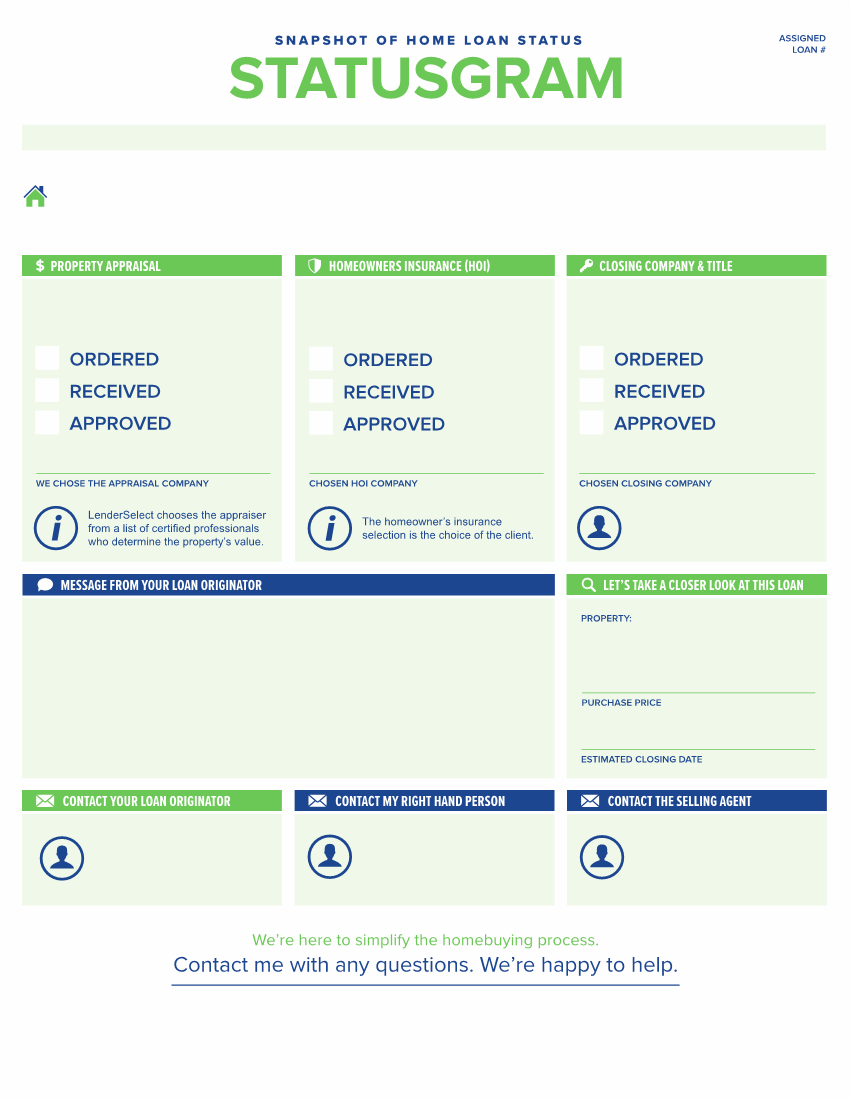 SNAPSHOT OF HOME LOAN STATUS
ASSIGNED
LOAN #
STATUSGRAM
$ PROPERTY APPRAISAL
ORDERED
RECEIVED
APPROVED
WE CHOSE THE APPRAISAL COMPANY
i
LenderSelect chooses the appraiser
from a list of certified professionals
who determine the property's value.
HOMEOWNERS INSURANCE (HOI)
ORDERED
RECEIVED
APPROVED
CHOSEN HOI COMPANY
i
The homeowner's insurance
selection is the choice of the client.
CLOSING COMPANY & TITLE
ORDERED
RECEIVED
APPROVED
CHOSEN CLOSING COMPANY
MESSAGE FROM YOUR LOAN ORIGINATOR
LET'S TAKE A CLOSER LOOK AT THIS LOAN
PROPERTY:
PURCHASE PRICE
ESTIMATED CLOSING DATE
CONTACT YOUR LOAN ORIGINATOR
CONTACT MY RIGHT HAND PERSON
CONTACT THE SELLING AGENT
We're here to simplify the homebuying process.
Contact me with any questions. We're happy to help.